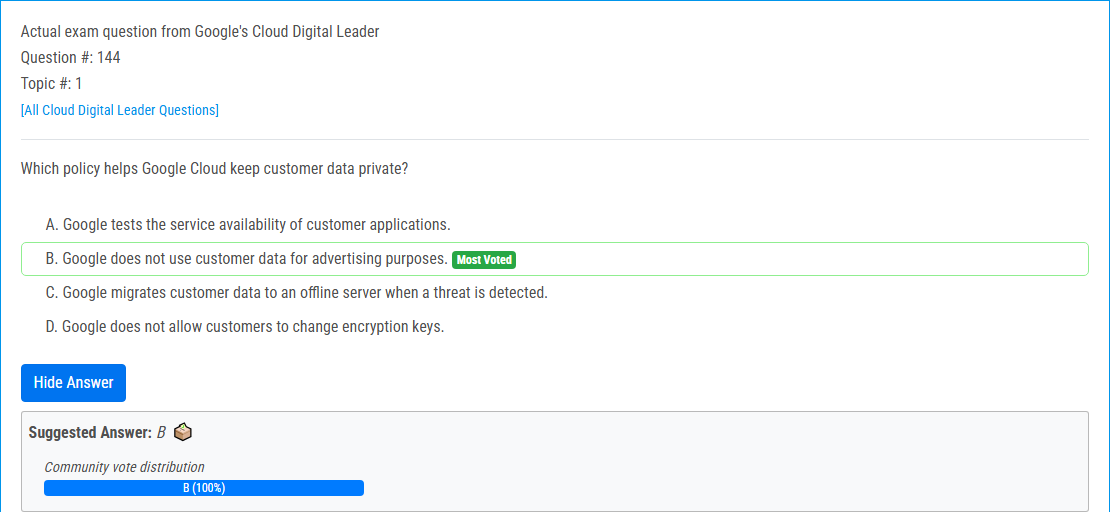 Actual exam question from Google's Cloud Digital Leader
Question #: 144
Topic #: 1
[All Cloud Digital Leader Questions]
Which policy helps Google Cloud keep customer data private?
A. Google tests the service availability of customer applications.
B. Google does not use customer data for advertising purposes. Most Voted
C. Google migrates customer data to an offline server when a threat is detected.
D. Google does not allow customers to change encryption keys.
Hide Answer
Suggested Answer: B
Community vote distribution
B (100%)